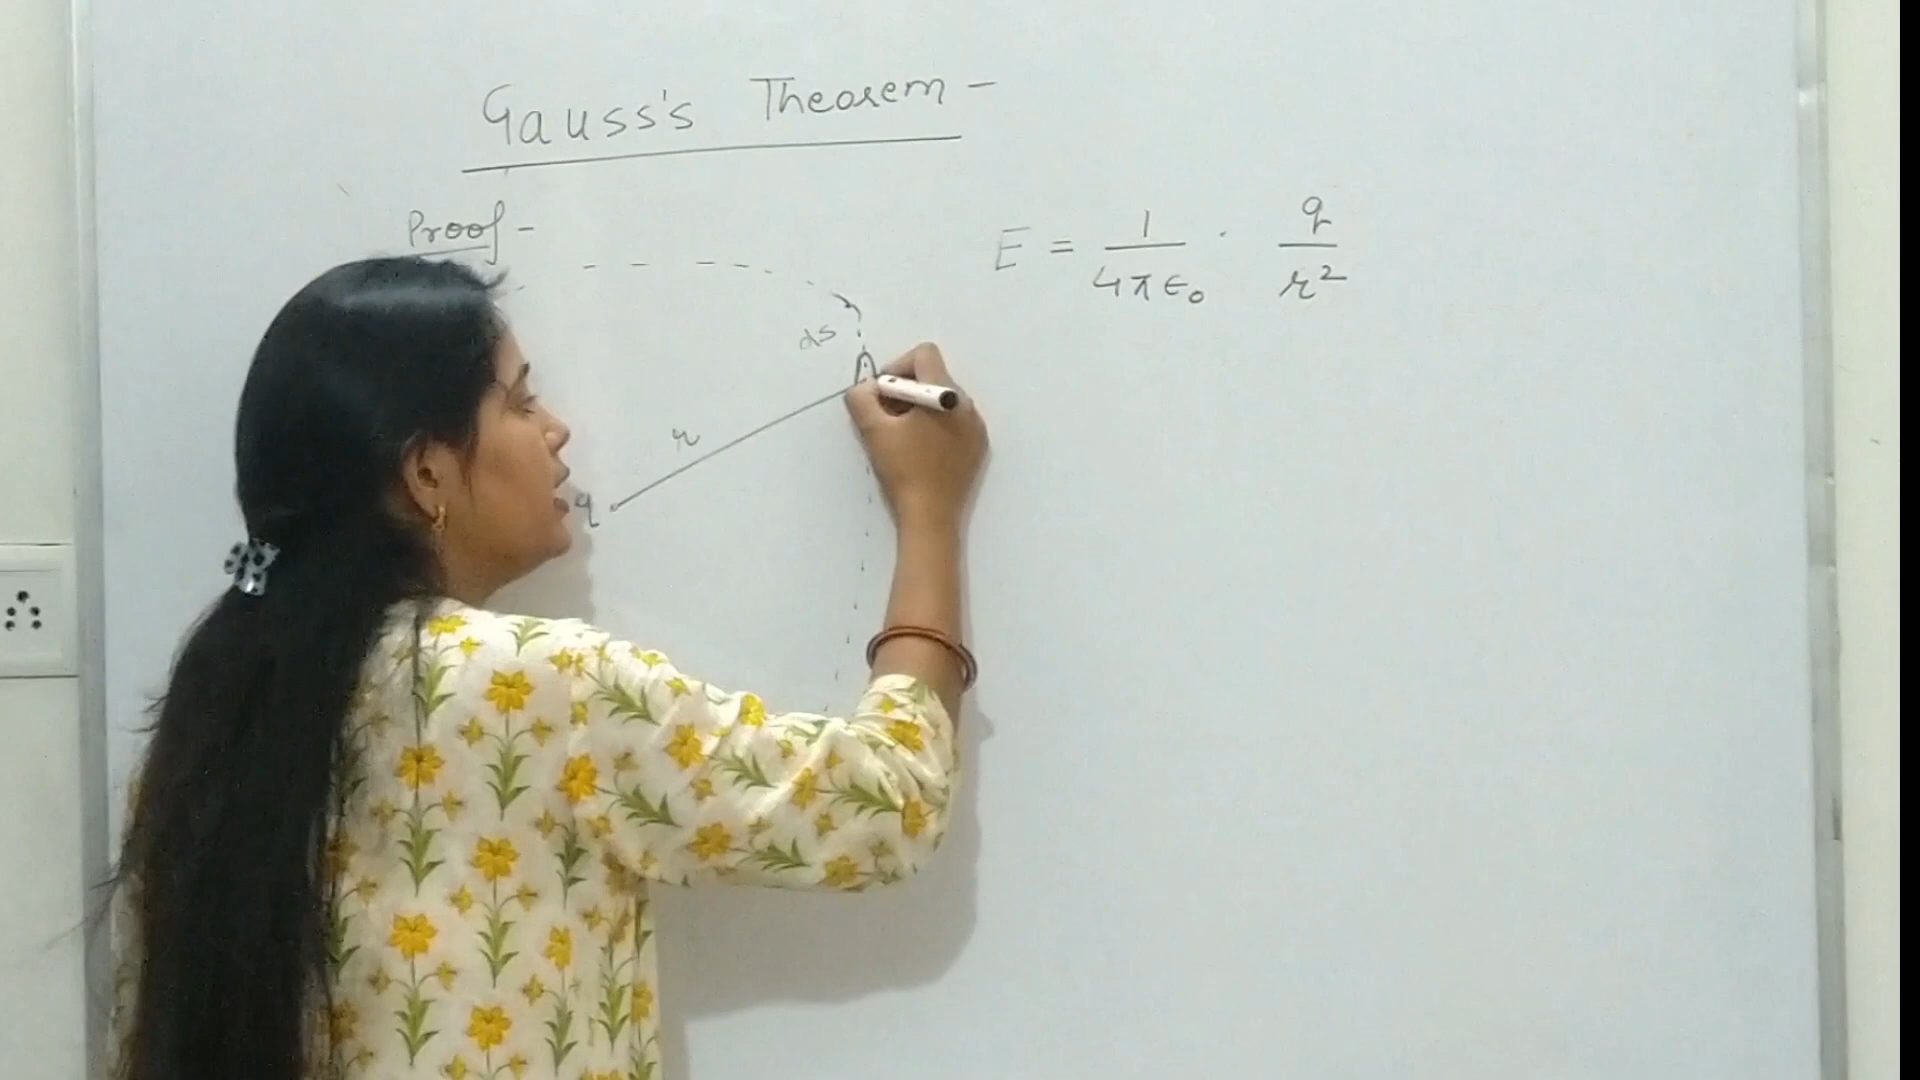 Gauss's Theorem -
Proof -
E = 1/4πϵ₀ · q/r²
ds
r
q